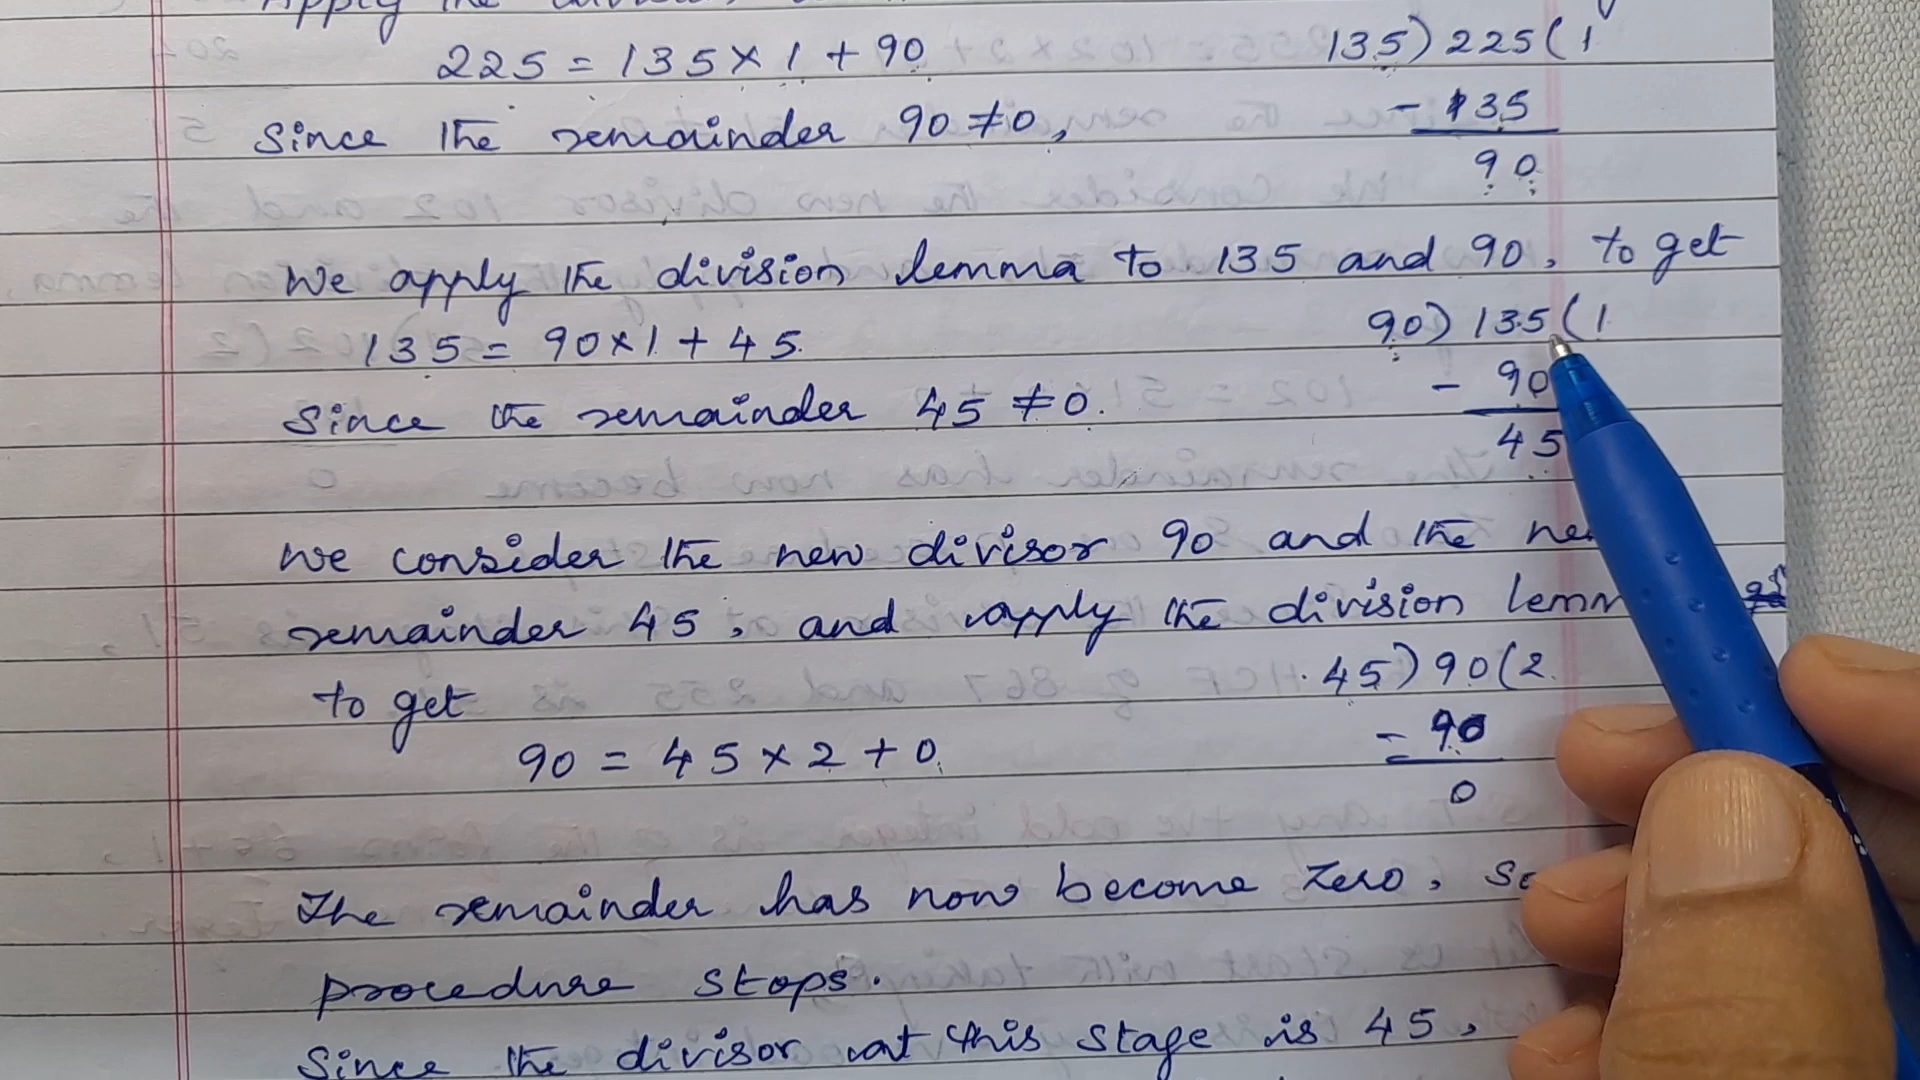 Apply the
225 = 135 × 1 + 90
135) 225 ( 1
- 135
90
Since the remainder 90 ≠ 0,
We apply the division lemma to 135 and 90, to get
135 = 90 × 1 + 45
90) 135 ( 1
- 90
45
Since the remainder 45 ≠ 0.
We consider the new divisor 90 and the
remainder 45, and apply the division
to get
45) 90 ( 2
- 90
0
90 = 45 × 2 + 0
The remainder has now become zero, so
procedure stops.
Since the divisor at this stage is 45,